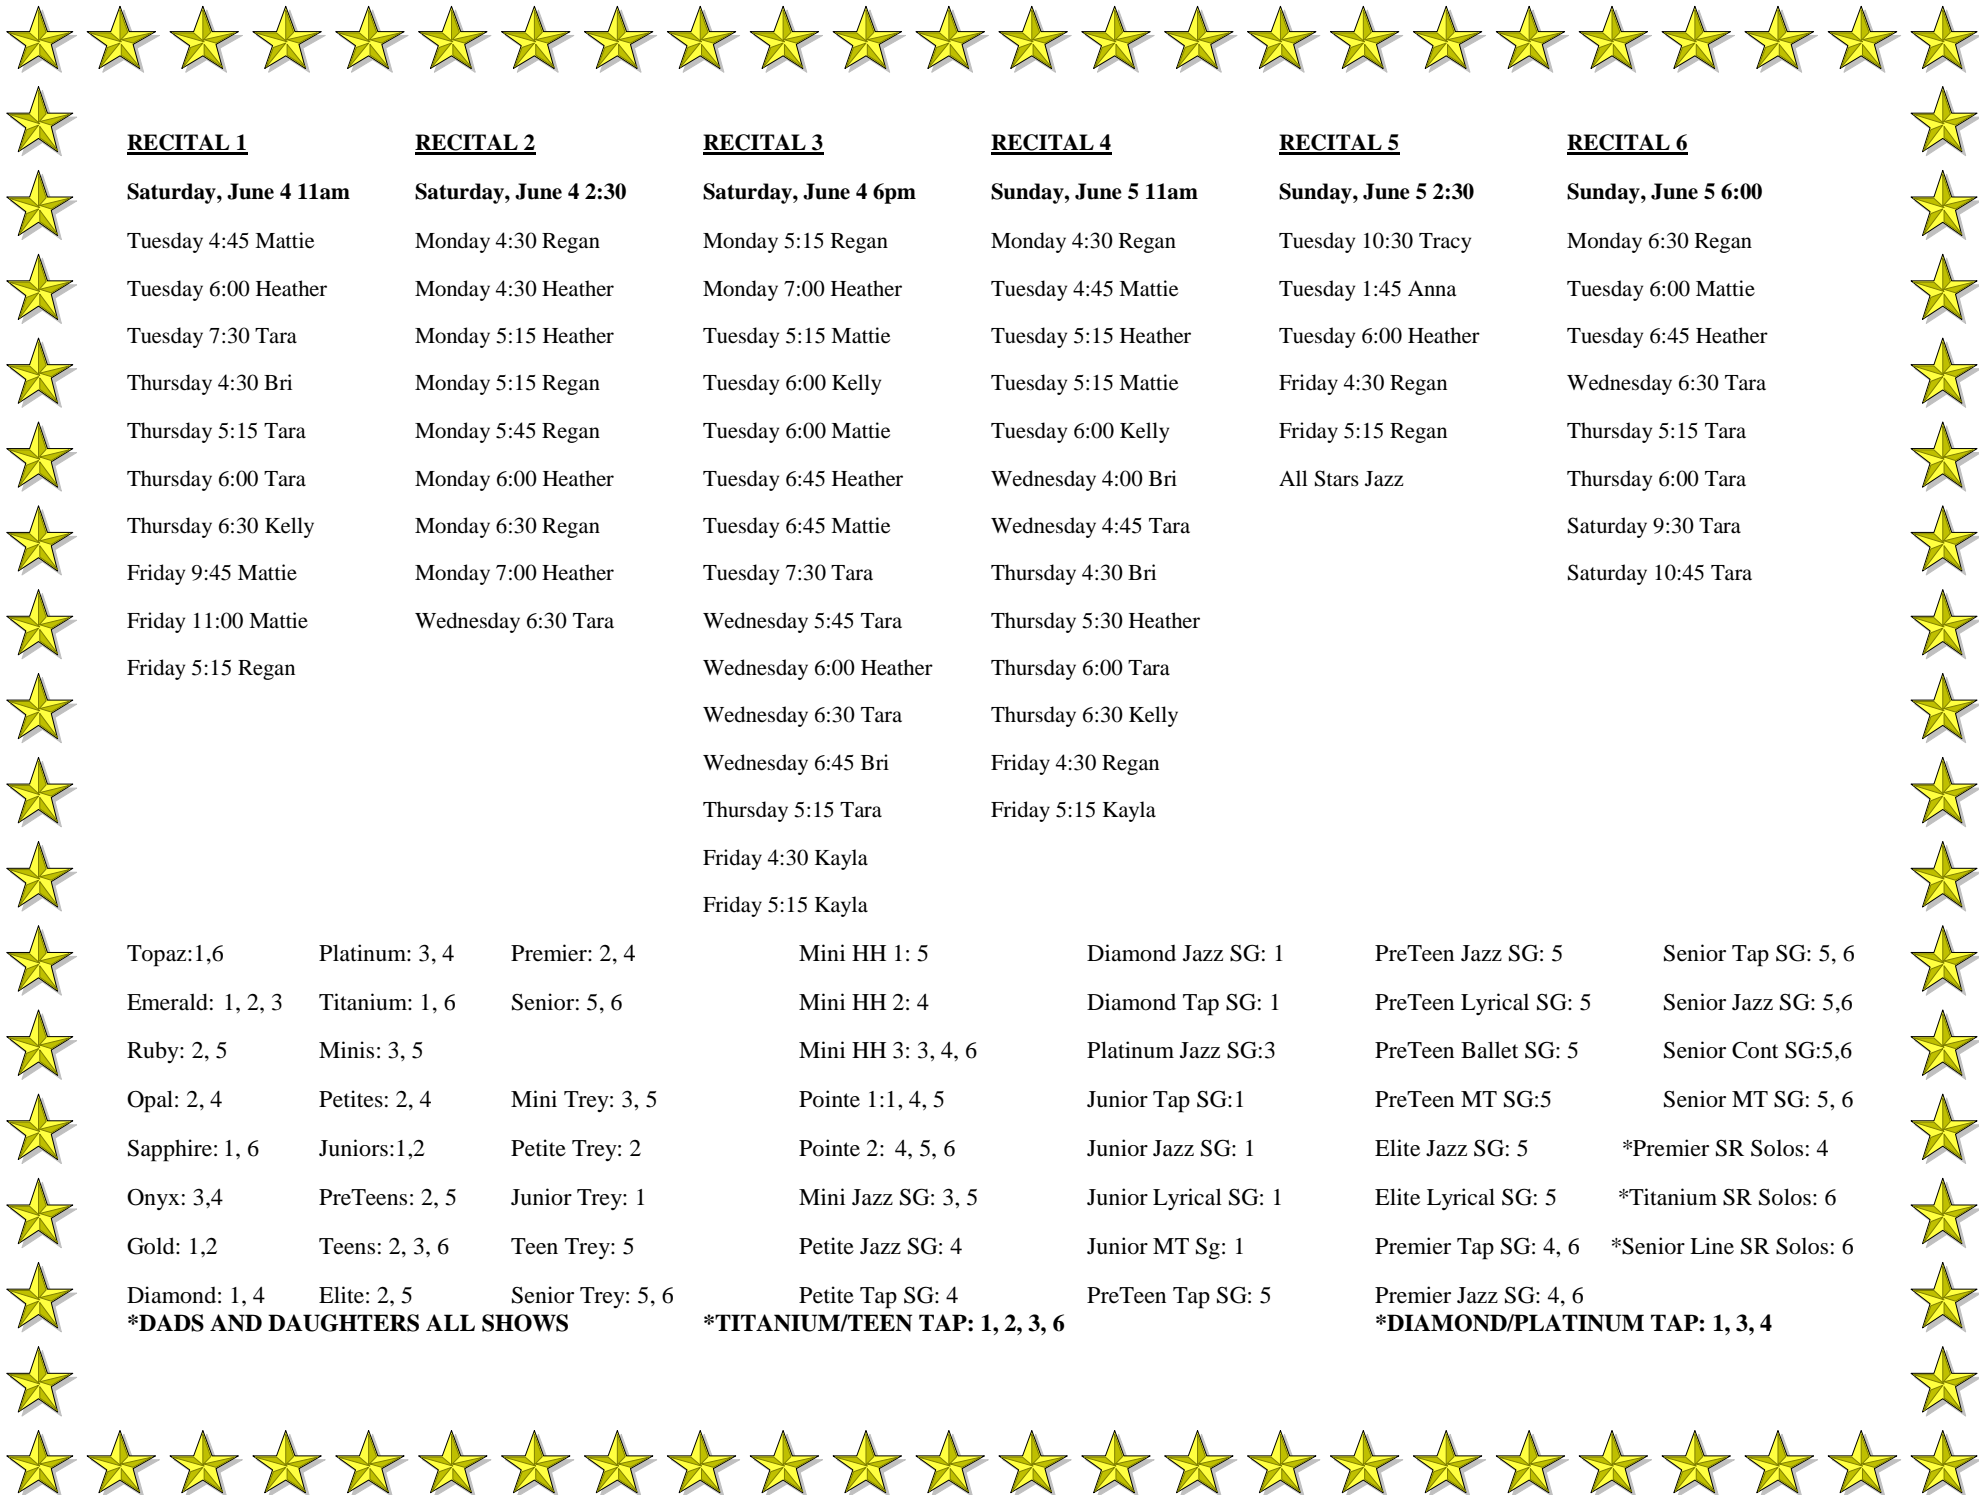 RECITAL 1 RECITAL 2 RECITAL 3 RECITAL 4 RECITAL 5 RECITAL 6
Saturday, June 4 11am Saturday, June 4 2:30 Saturday, June 4 6pm Sunday, June 5 11am Sunday, June 5 2:30 Sunday, June 5 6:00
Tuesday 4:45 Mattie Monday 4:30 Regan Monday 5:15 Regan Monday 4:30 Regan Tuesday 10:30 Tracy Monday 6:30 Regan
Tuesday 6:00 Heather Monday 4:30 Heather Monday 7:00 Heather Tuesday 4:45 Mattie Tuesday 1:45 Anna Tuesday 6:00 Mattie
Tuesday 7:30 Tara Monday 5:15 Heather Tuesday 5:15 Mattie Tuesday 5:15 Heather Tuesday 6:00 Heather Tuesday 6:45 Heather
Thursday 4:30 Bri Monday 5:15 Regan Tuesday 6:00 Kelly Tuesday 5:15 Mattie Friday 4:30 Regan Wednesday 6:30 Tara
Thursday 5:15 Tara Monday 5:45 Regan Tuesday 6:00 Mattie Tuesday 6:00 Kelly Friday 5:15 Regan Thursday 5:15 Tara
Thursday 6:00 Tara Monday 6:00 Heather Tuesday 6:45 Heather Wednesday 4:00 Bri All Stars Jazz Thursday 6:00 Tara
Thursday 6:30 Kelly Monday 6:30 Regan Tuesday 6:45 Mattie Wednesday 4:45 Tara Saturday 9:30 Tara
Friday 9:45 Mattie Monday 7:00 Heather Tuesday 7:30 Tara Thursday 4:30 Bri Saturday 10:45 Tara
Friday 11:00 Mattie Wednesday 6:30 Tara Wednesday 5:45 Tara Thursday 5:30 Heather
Friday 5:15 Regan Wednesday 6:00 Heather Thursday 6:00 Tara
Wednesday 6:30 Tara Thursday 6:30 Kelly
Wednesday 6:45 Bri Friday 4:30 Regan
Thursday 5:15 Tara Friday 5:15 Kayla
Friday 4:30 Kayla
Friday 5:15 Kayla
Topaz:1,6 Platinum: 3, 4 Premier: 2, 4 Mini HH 1: 5 Diamond Jazz SG: 1 PreTeen Jazz SG: 5 Senior Tap SG: 5, 6
Emerald: 1, 2, 3 Titanium: 1, 6 Senior: 5, 6 Mini HH 2: 4 Diamond Tap SG: 1 PreTeen Lyrical SG: 5 Senior Jazz SG: 5,6
Ruby: 2, 5 Minis: 3, 5 Mini HH 3: 3, 4, 6 Platinum Jazz SG:3 PreTeen Ballet SG: 5 Senior Cont SG:5,6
Opal: 2, 4 Petites: 2, 4 Mini Trey: 3, 5 Pointe 1:1, 4, 5 Junior Tap SG:1 PreTeen MT SG:5 Senior MT SG: 5, 6
Sapphire: 1, 6 Juniors:1,2 Petite Trey: 2 Pointe 2: 4, 5, 6 Junior Jazz SG: 1 Elite Jazz SG: 5 *Premier SR Solos: 4
Onyx: 3,4 PreTeens: 2, 5 Junior Trey: 1 Mini Jazz SG: 3, 5 Junior Lyrical SG: 1 Elite Lyrical SG: 5 *Titanium SR Solos: 6
Gold: 1,2 Teens: 2, 3, 6 Teen Trey: 5 Petite Jazz SG: 4 Junior MT Sg: 1 Premier Tap SG: 4, 6 *Senior Line SR Solos: 6
Diamond: 1, 4 Elite: 2, 5 Senior Trey: 5, 6 Petite Tap SG: 4 PreTeen Tap SG: 5 Premier Jazz SG: 4, 6
*DADS AND DAUGHTERS ALL SHOWS *TITANIUM/TEEN TAP: 1, 2, 3, 6 *DIAMOND/PLATINUM TAP: 1, 3, 4